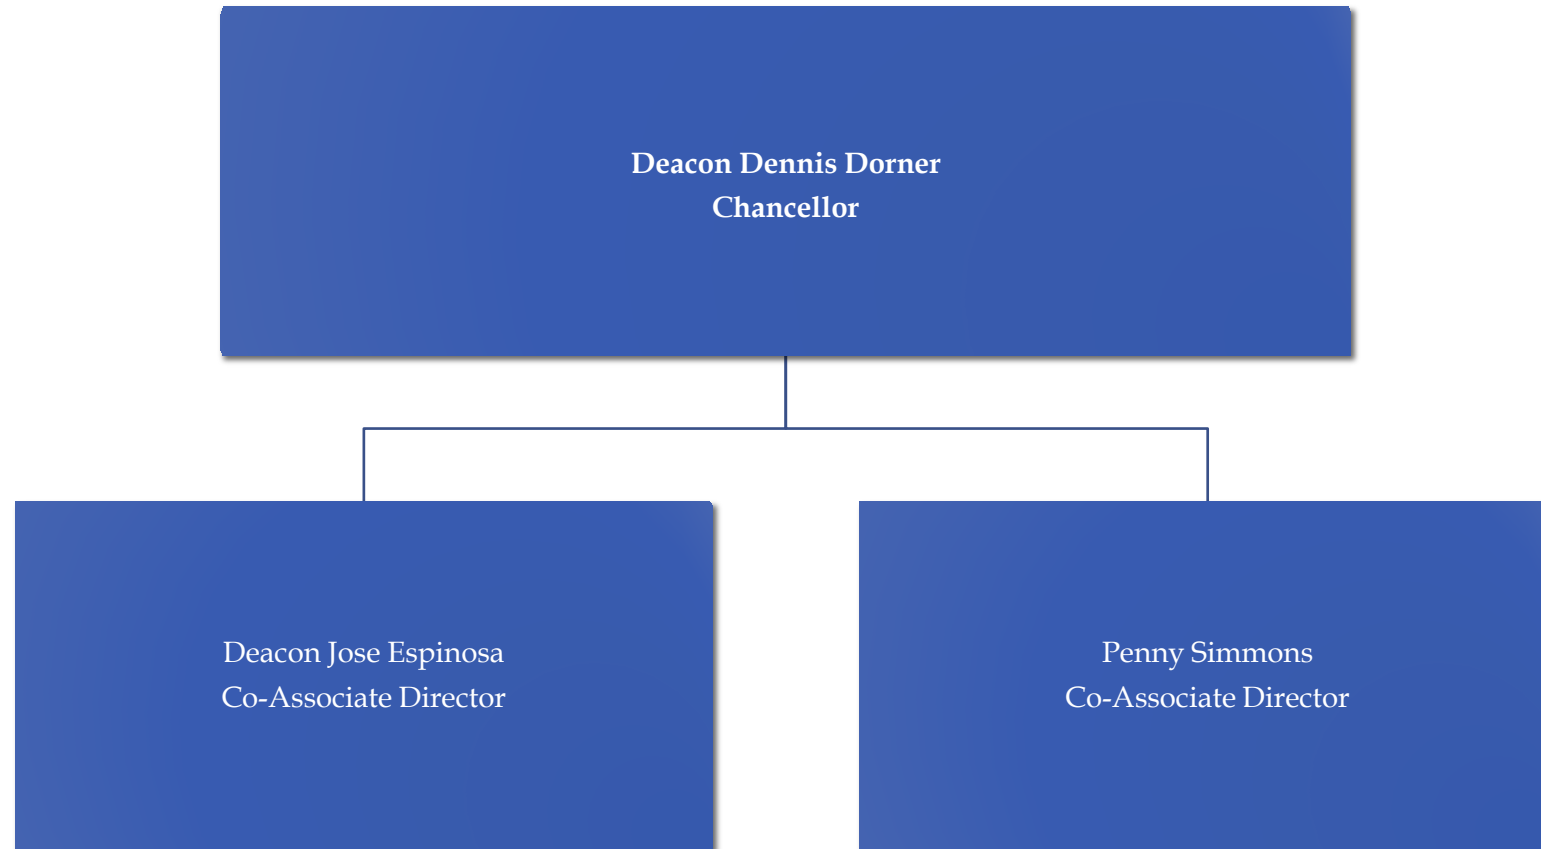 Deacon Dennis Dorner
Chancellor
Deacon Jose Espinosa
Co-Associate Director
Penny Simmons
Co-Associate Director